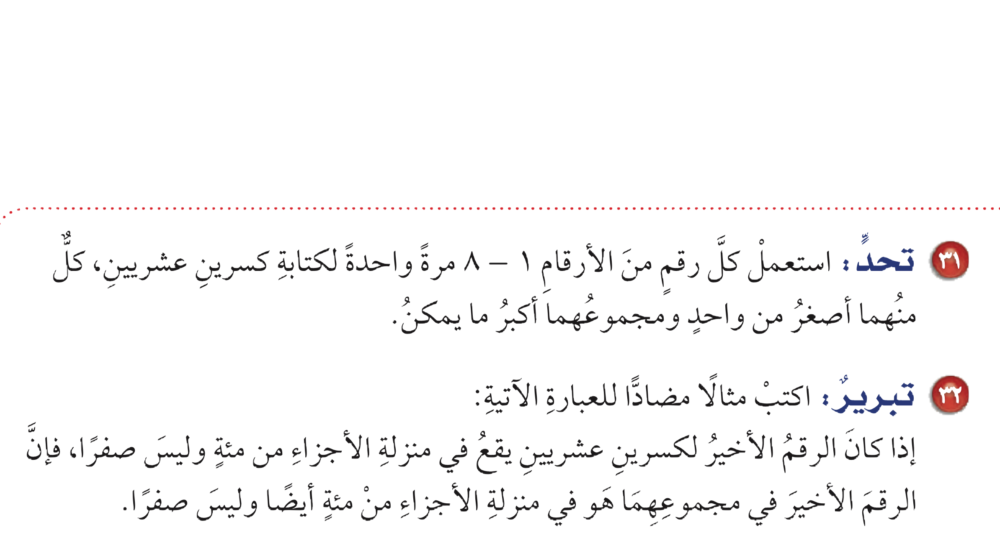 ٣١ تحدٍّ: استعملْ كلَّ رقمٍ منَ الأرقامِ ١ – ٨ مرةً واحدةً لكتابةِ كسرينِ عشريينِ، كلٌّ
منُهما أصغرُ من واحدٍ ومجموعُهما أكبرُ ما يمكنُ.
٣٢ تبريرٌ: اكتبْ مثالًا مضادًّا للعبارةِ الآتيةِ:
إذا كانَ الرقمُ الأخيرُ لكسرينِ عشريينِ يقعُ في منزلةِ الأجزاءِ من مئةٍ وليسَ صفرًا، فإنَّ
الرقمَ الأخيرَ في مجموعِهِمَا هَو في منزلةِ الأجزاءِ منْ مئةٍ أيضًا وليسَ صفرًا.